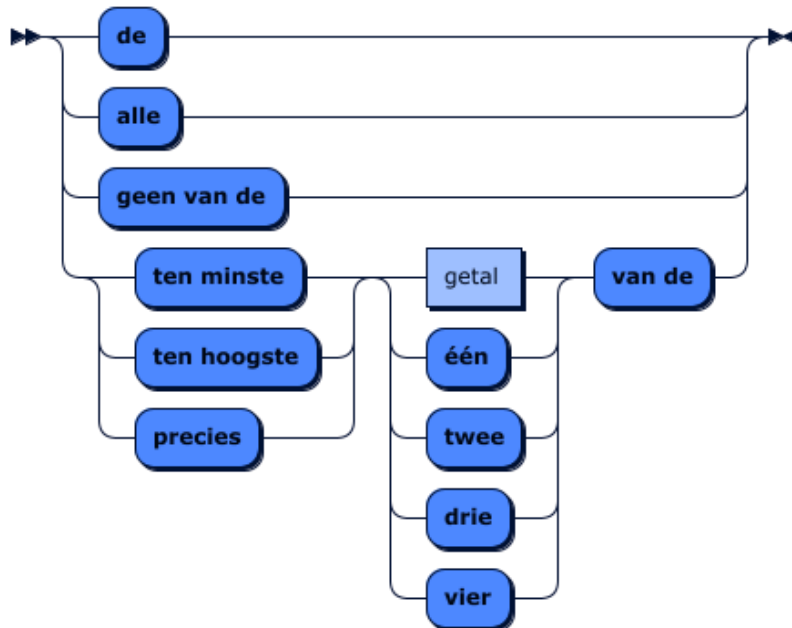 de
alle
geen van de
ten minste getal van de
ten hoogste één
precies twee
drie
vier